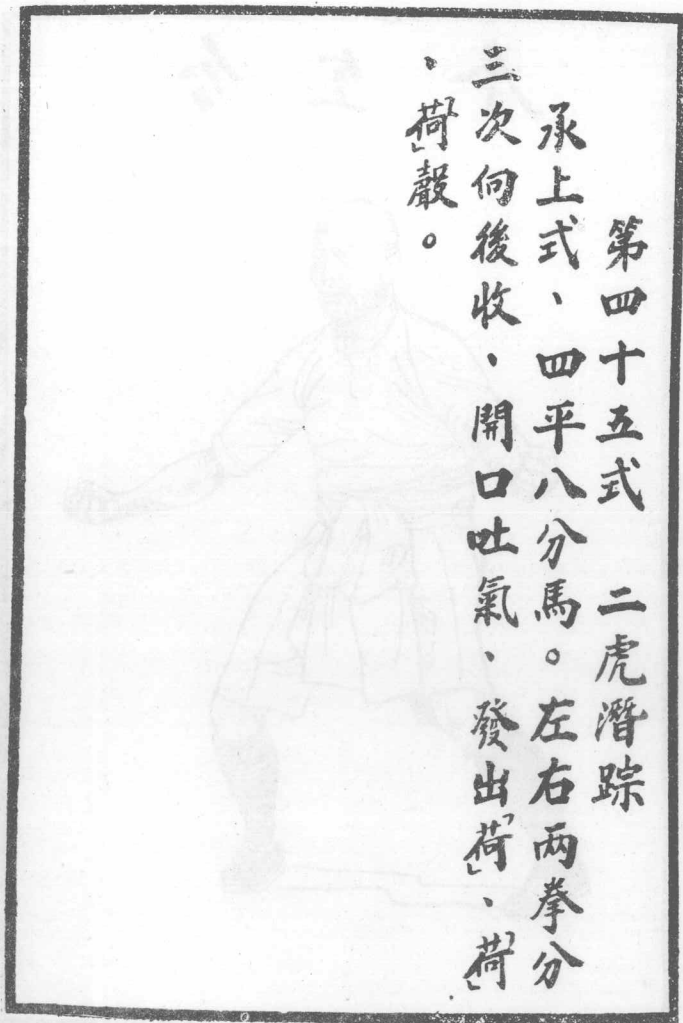 第四十五式　二虎潛踪
承上式、四平八分馬。左右兩拳分
三次向後收、開口吐氣、發出「荷」、「荷」
、「荷」聲。